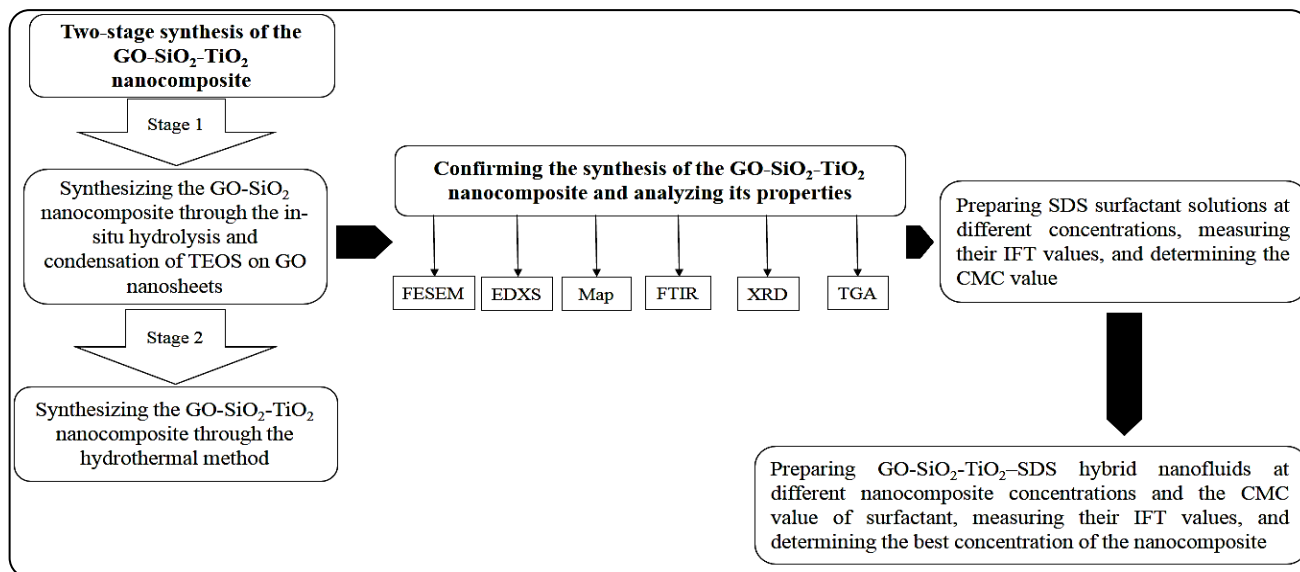 Two-stage synthesis of the
GO-SiO₂-TiO₂
nanocomposite
Stage 1
Synthesizing the GO-SiO₂
nanocomposite through the in-
situ hydrolysis and
condensation of TEOS on GO
nanosheets
Stage 2
Synthesizing the GO-SiO₂-TiO₂
nanocomposite through the
hydrothermal method
Confirming the synthesis of the GO-SiO₂-TiO₂
nanocomposite and analyzing its properties
FESEM
EDXS
Map
FTIR
XRD
TGA
Preparing SDS surfactant solutions at
different concentrations, measuring
their IFT values, and determining the
CMC value
Preparing GO-SiO₂-TiO₂–SDS hybrid nanofluids at
different nanocomposite concentrations and the CMC
value of surfactant, measuring their IFT values, and
determining the best concentration of the nanocomposite